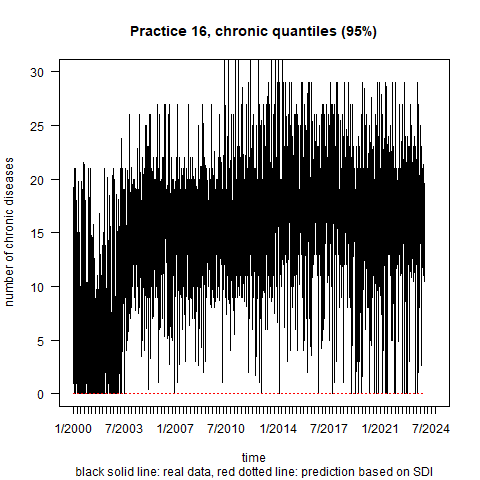 Practice 16, chronic quantiles (95%)
number of chronic diseases
30
25
20
15
10
5
0
1/2000 7/2003 1/2007 7/2010 1/2014 7/2017 1/2021 7/2024
time
black solid line: real data, red dotted line: prediction based on SDI